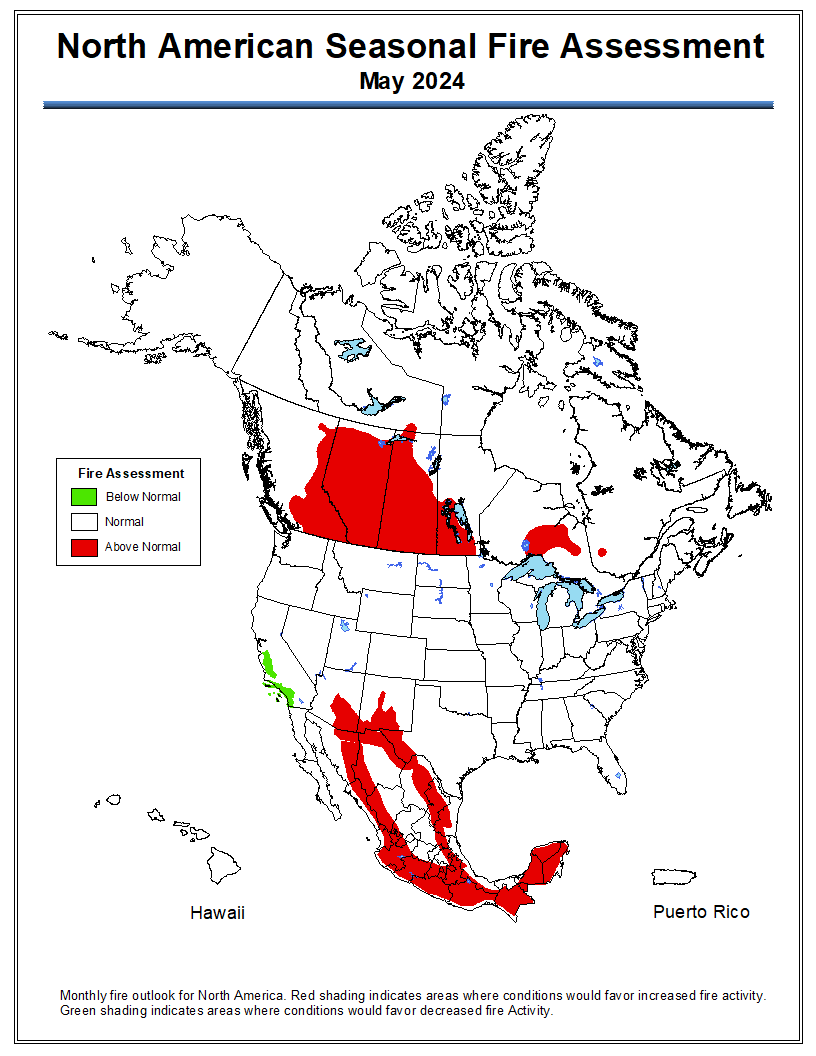 North American Seasonal Fire Assessment
May 2024
Fire Assessment
Below Normal
Normal
Above Normal
Hawaii
Puerto Rico
Monthly fire outlook for North America. Red shading indicates areas where conditions would favor increased fire activity.
Green shading indicates areas where conditions would favor decreased fire Activity.